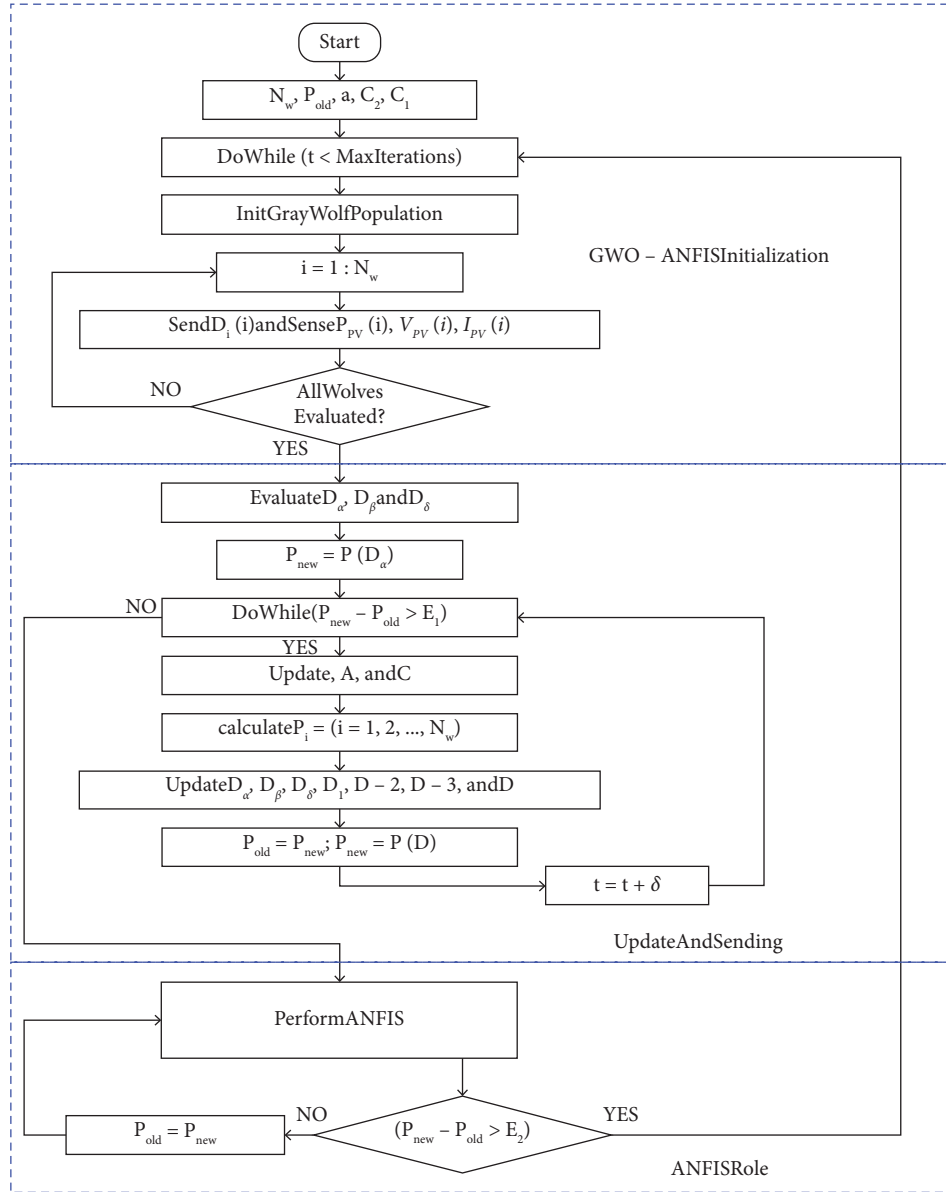 Start
N_w, P_old, a, C_2, C_1
DoWhile (t < MaxIterations)
InitGrayWolfPopulation
GWO – ANFISInitialization
i = 1 : N_w
SendD_i (i)andSenseP_PV (i), V_PV (i), I_PV (i)
NO
AllWolves
Evaluated?
YES
EvaluateD_α, D_βandD_δ
P_new = P (D_α)
NO
DoWhile(P_new – P_old > E_1)
YES
Update, A, andC
calculateP_i = (i = 1, 2, ..., N_w)
UpdateD_α, D_β, D_δ, D_1, D – 2, D – 3, andD
P_old = P_new; P_new = P (D)
t = t + δ
UpdateAndSending
PerformANFIS
P_old = P_new
NO
(P_new – P_old > E_2)
YES
ANFISRole